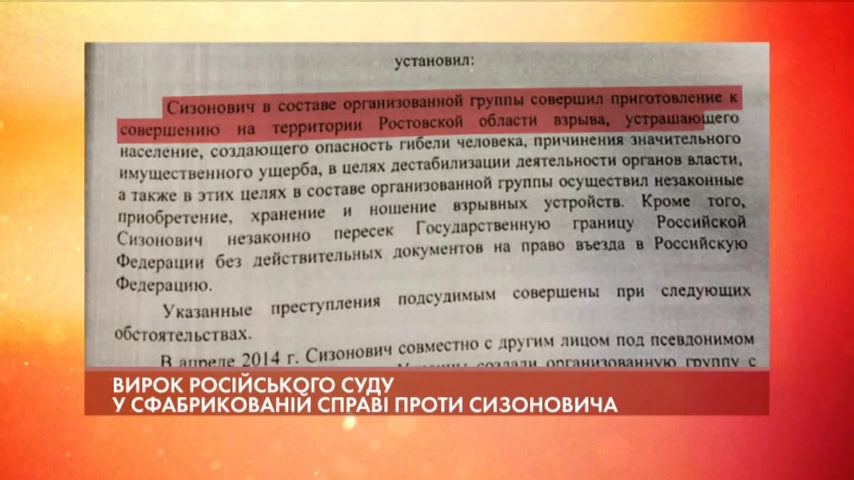 установил:
Сизонович в составе организованной группы совершил приготовление к
совершению на территории Ростовской области взрыва, устрашающего
население, создающего опасность гибели человека, причинения значительного
имущественного ущерба, в целях дестабилизации деятельности органов власти,
а также в этих целях в составе организованной группы осуществил незаконные
приобретение, хранение и ношение взрывных устройств. Кроме того,
Сизонович незаконно пересек Государственную границу Российской
Федерации без действительных документов на право въезда в Российскую
Федерацию.
Указанные преступления подсудимым совершены при следующих
обстоятельствах.
В апреле 2014 г. Сизонович совместно с другим лицом под псевдонимом
создали организованную группу с
ВИРОК РОСІЙСЬКОГО СУДУ
У СФАБРИКОВАНІЙ СПРАВІ ПРОТИ СИЗОНОВИЧА